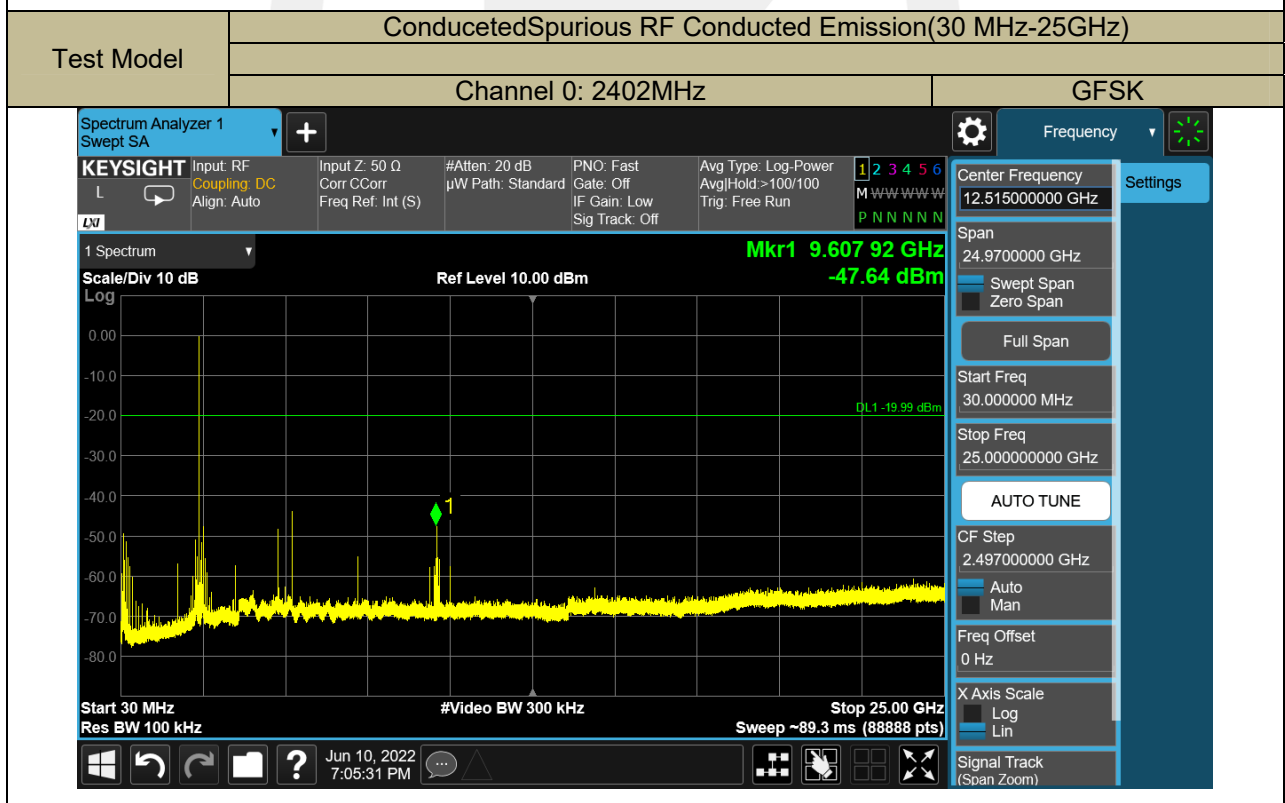 ConducetedSpurious RF Conducted Emission(30 MHz-25GHz)
Test Model
Channel 0: 2402MHz GFSK
Spectrum Analyzer 1
Swept SA
Frequency
KEYSIGHT Input: RF Input Z: 50 Ω #Atten: 20 dB PNO: Fast Avg Type: Log-Power 1 2 3 4 5 6
L Coupling: DC Corr CCorr µW Path: Standard Gate: Off Avg|Hold:>100/100 M W W W W W
Align: Auto Freq Ref: Int (S) IF Gain: Low Trig: Free Run
LXI Sig Track: Off P N N N N N
Center Frequency
12.515000000 GHz
Settings
1 Spectrum
Mkr1 9.607 92 GHz
Scale/Div 10 dB Ref Level 10.00 dBm -47.64 dBm
Log
0.00
-10.0
-20.0
DL1 -19.99 dBm
-30.0
-40.0
1
-50.0
-60.0
-70.0
-80.0
Start 30 MHz #Video BW 300 kHz Stop 25.00 GHz
Res BW 100 kHz Sweep ~89.3 ms (88888 pts)
Span
24.9700000 GHz
Swept Span
Zero Span
Full Span
Start Freq
30.000000 MHz
Stop Freq
25.000000000 GHz
AUTO TUNE
CF Step
2.497000000 GHz
Auto
Man
Freq Offset
0 Hz
X Axis Scale
Log
Lin
Signal Track
(Span Zoom)
?
Jun 10, 2022
7:05:31 PM